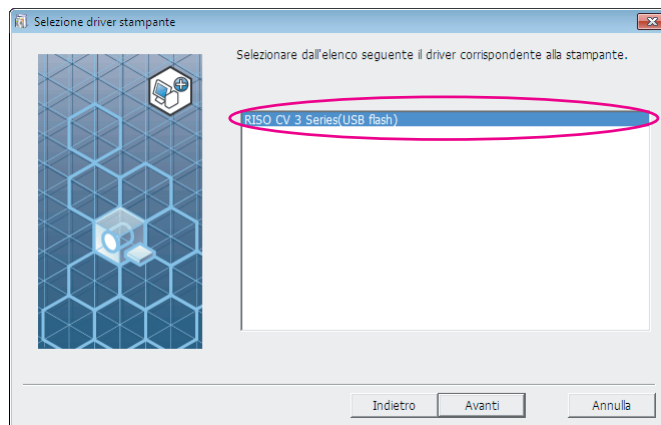 Selezione driver stampante
Selezionare dall'elenco seguente il driver corrispondente alla stampante.
RISO CV 3 Series(USB flash)
Indietro
Avanti
Annulla